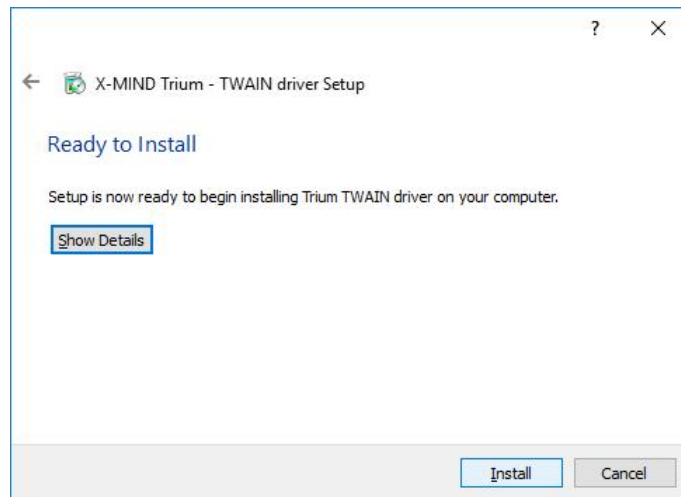 ?
X-MIND Trium - TWAIN driver Setup
Ready to Install
Setup is now ready to begin installing Trium TWAIN driver on your computer.
Show Details
Install Cancel